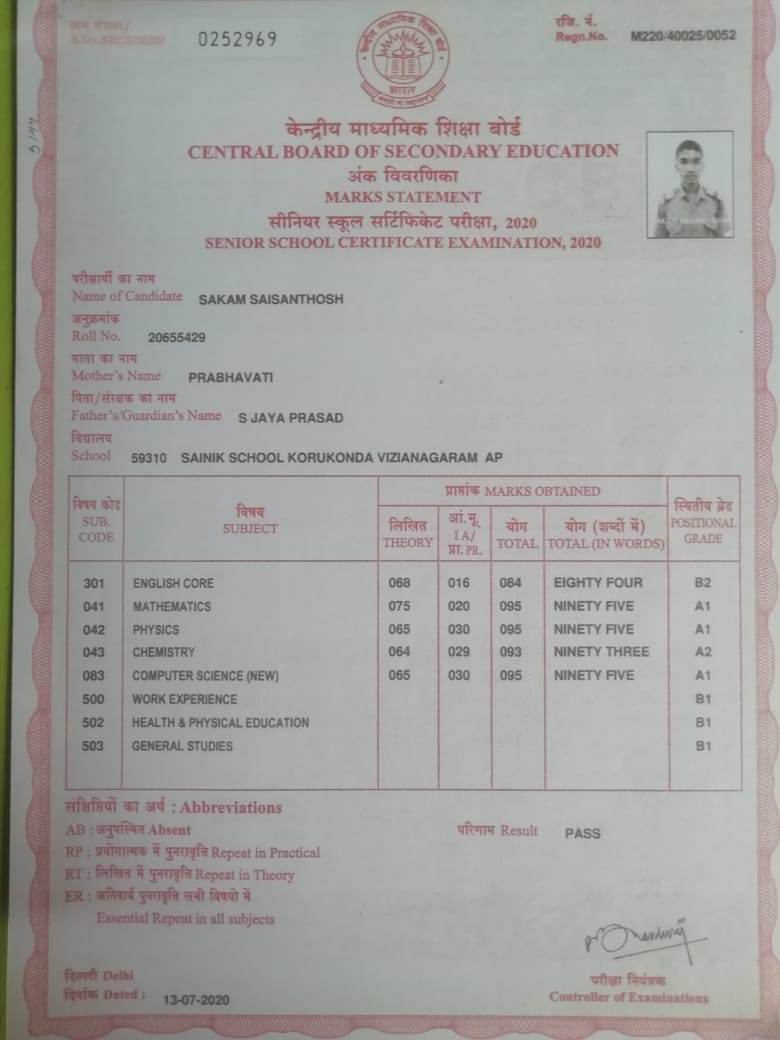 0252969
रजि. नं.
Regn.No. M220/40025/0052
केन्द्रीय माध्यमिक शिक्षा बोर्ड
भारत
केन्द्रीय माध्यमिक शिक्षा बोर्ड
CENTRAL BOARD OF SECONDARY EDUCATION
अंक विवरणिका
MARKS STATEMENT
सीनियर स्कूल सर्टिफिकेट परीक्षा, 2020
SENIOR SCHOOL CERTIFICATE EXAMINATION, 2020
परीक्षार्थी का नाम
Name of Candidate SAKAM SAISANTHOSH
अनुक्रमांक
Roll No. 20655429
माता का नाम
Mother's Name PRABHAVATI
पिता/संरक्षक का नाम
Father's/Guardian's Name S JAYA PRASAD
विद्यालय
School 59310 SAINIK SCHOOL KORUKONDA VIZIANAGARAM AP
विषय कोड
SUB.
CODE
विषय
SUBJECT
प्राप्तांक MARKS OBTAINED
लिखित
THEORY
आं.मू.
IA/
प्रा. PR.
योग
TOTAL
योग (शब्दों में)
TOTAL (IN WORDS)
स्थितीय ग्रेड
POSITIONAL
GRADE
301 ENGLISH CORE 068 016 084 EIGHTY FOUR B2
041 MATHEMATICS 075 020 095 NINETY FIVE A1
042 PHYSICS 065 030 095 NINETY FIVE A1
043 CHEMISTRY 064 029 093 NINETY THREE A2
083 COMPUTER SCIENCE (NEW) 065 030 095 NINETY FIVE A1
500 WORK EXPERIENCE B1
502 HEALTH & PHYSICAL EDUCATION B1
503 GENERAL STUDIES B1
संक्षिप्तियों का अर्थ : Abbreviations
AB : अनुपस्थित Absent
परिणाम Result PASS
RP : प्रयोगात्मक में पुनरावृत्ति Repeat in Practical
RT : लिखित में पुनरावृत्ति Repeat in Theory
ER : अनिवार्य पुनरावृत्ति सभी विषयो में
Essential Repeat in all subjects
दिल्ली Delhi
दिनांक Dated : 13-07-2020
परीक्षा नियंत्रक
Controller of Examinations